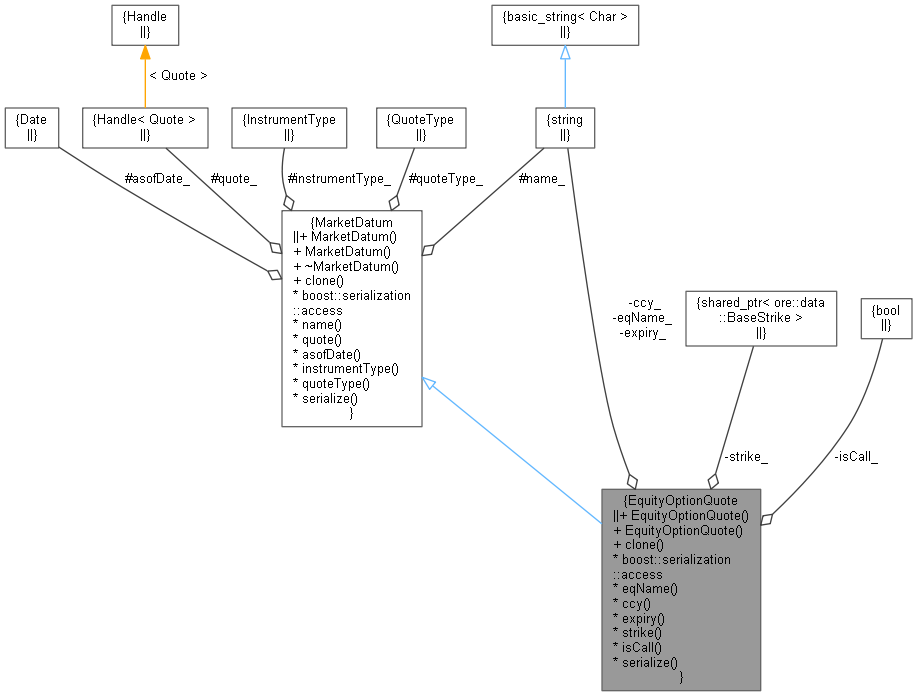 {Handle
||}
{basic_string< Char >
||}
< Quote >
{Date
||}
{Handle< Quote >
||}
{InstrumentType
||}
{QuoteType
||}
{string
||}
#asofDate_
#quote_
#instrumentType_
#quoteType_
#name_
{MarketDatum
||+ MarketDatum()
+ MarketDatum()
+ ~MarketDatum()
+ clone()
* boost::serialization
::access
* name()
* quote()
* asofDate()
* instrumentType()
* quoteType()
* serialize()
}
-ccy_
-eqName_
-expiry_
{shared_ptr< ore::data
::BaseStrike >
||}
{bool
||}
-strike_
-isCall_
{EquityOptionQuote
||+ EquityOptionQuote()
+ EquityOptionQuote()
+ clone()
* boost::serialization
::access
* eqName()
* ccy()
* expiry()
* strike()
* isCall()
* serialize()
}